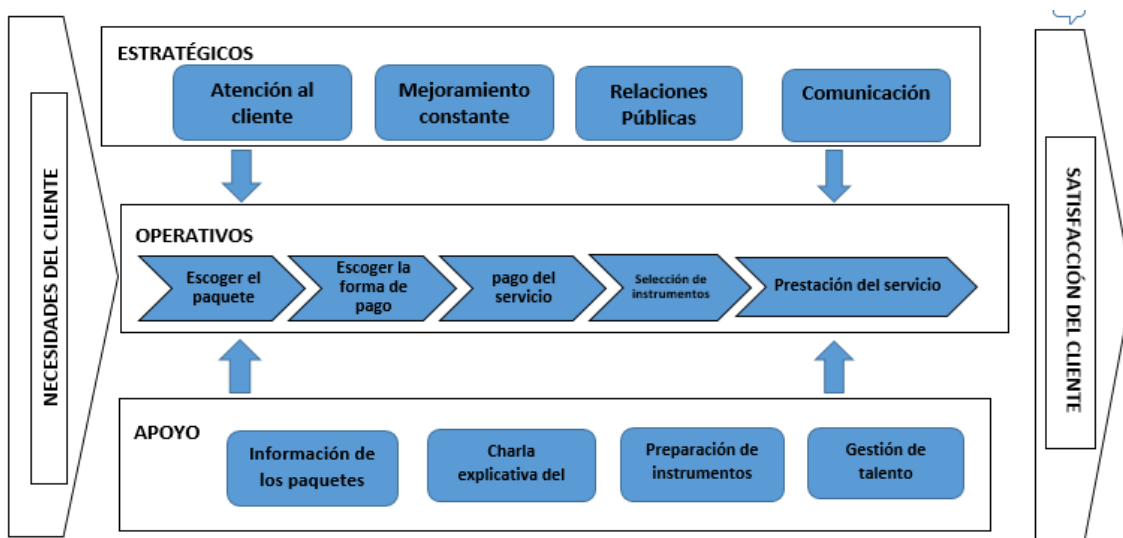 NECESIDADES DEL CLIENTE
ESTRATÉGICOS
Atención al
cliente
Mejoramiento
constante
Relaciones
Públicas
Comunicación
OPERATIVOS
Escoger el
paquete
Escoger la
forma de
pago
pago del
servicio
Selección de
instrumentos
Prestación del servicio
APOYO
Información de
los paquetes
Charla
explicativa del
Preparación de
instrumentos
Gestión de
talento
SATISFACCIÓN DEL CLIENTE